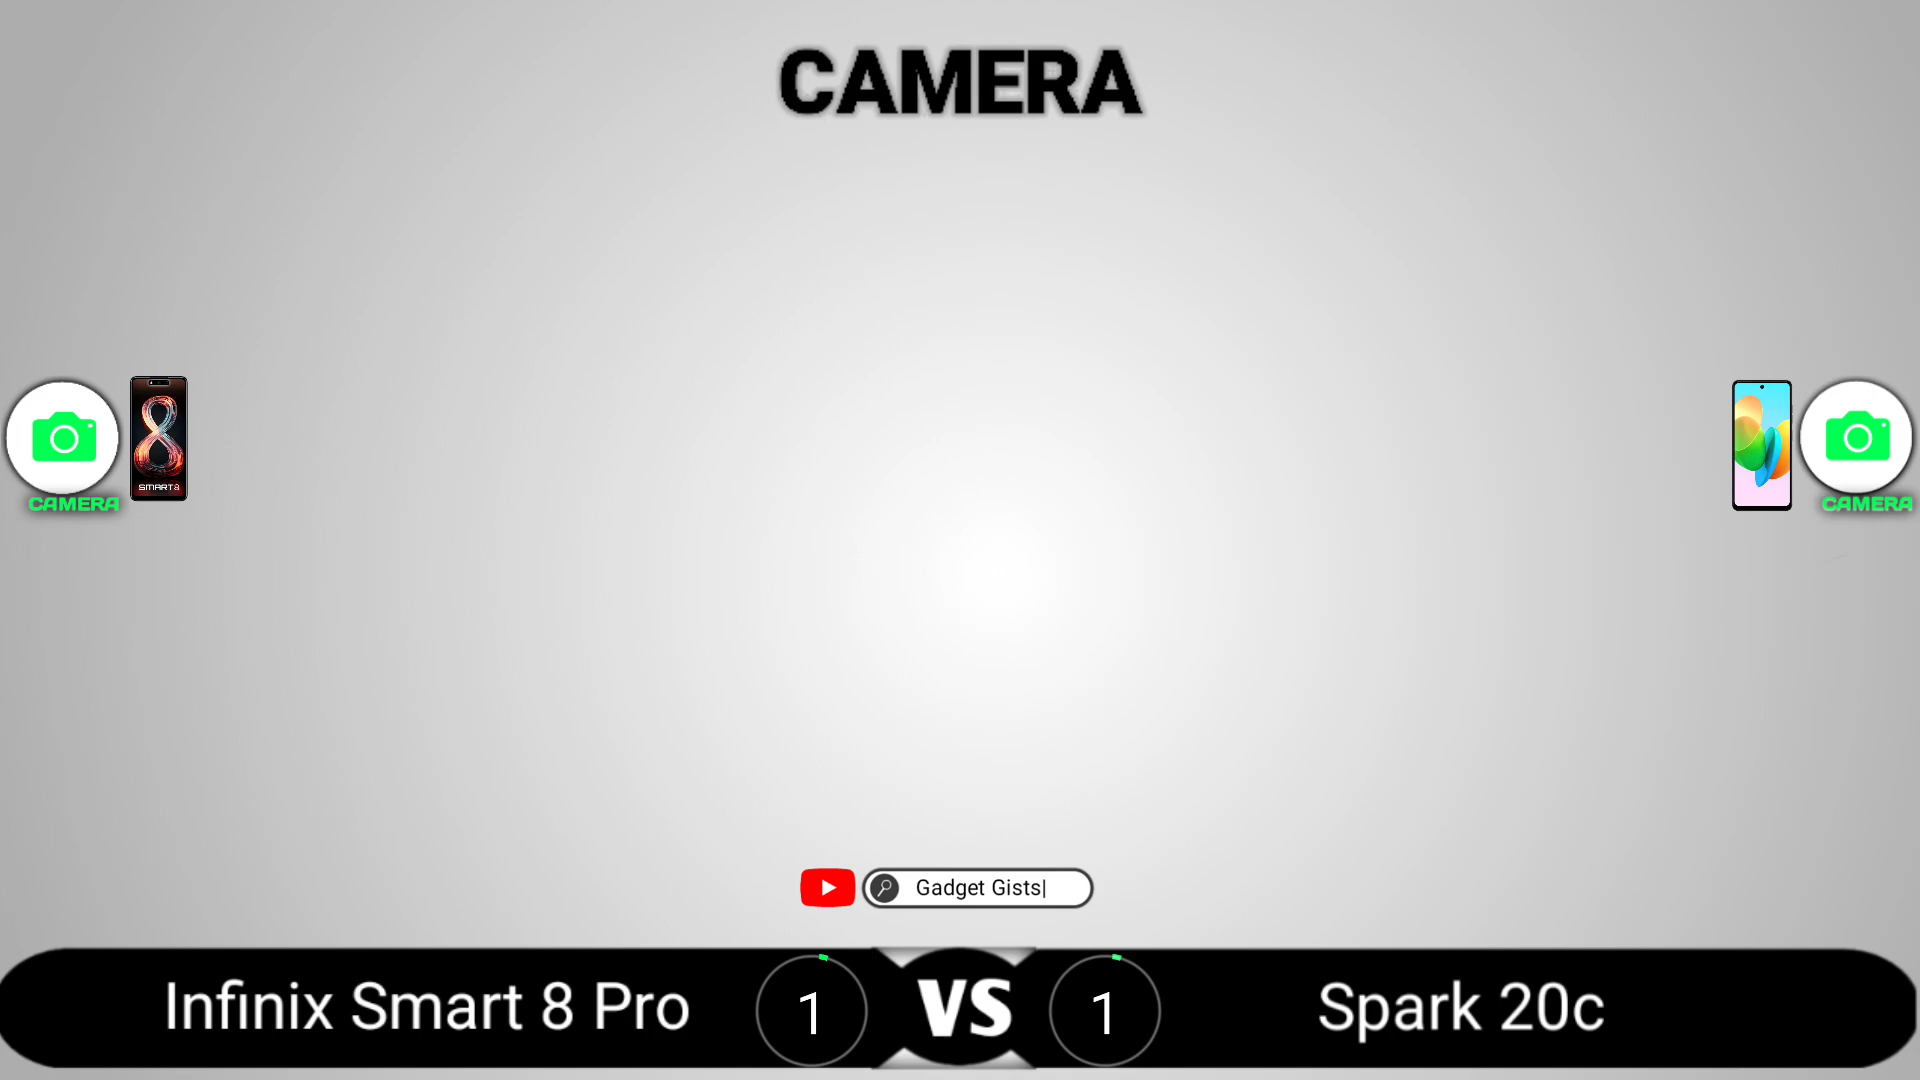 CAMERA
SMART8
CAMERA
CAMERA
Gadget Gists|
Infinix Smart 8 Pro
1
VS
1
Spark 20c